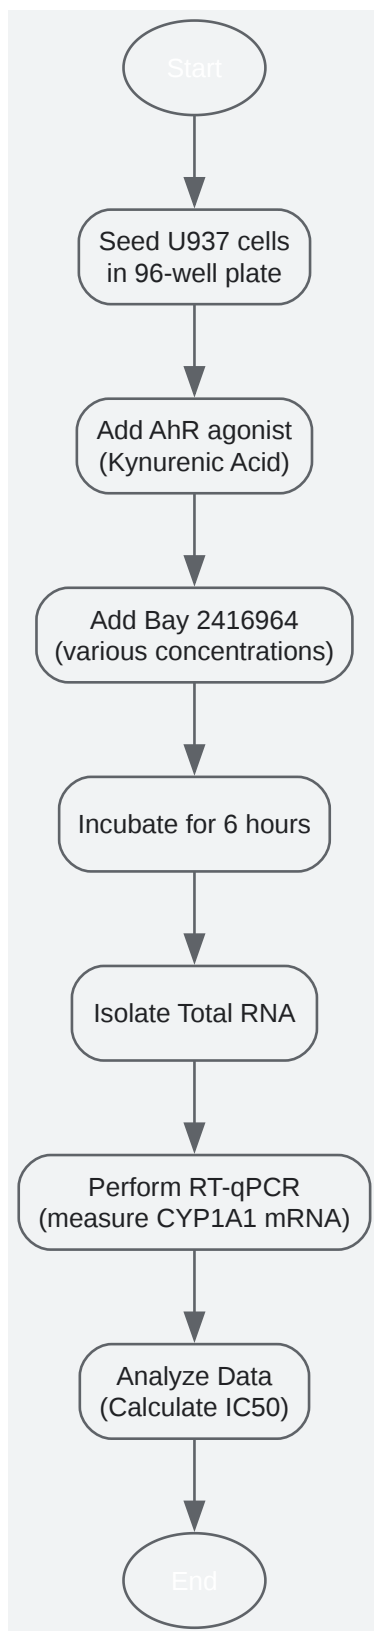 Start
Seed U937 cells
in 96-well plate
Add AhR agonist
(Kynurenic Acid)
Add Bay 2416964
(various concentrations)
Incubate for 6 hours
Isolate Total RNA
Perform RT-qPCR
(measure CYP1A1 mRNA)
Analyze Data
(Calculate IC50)
End